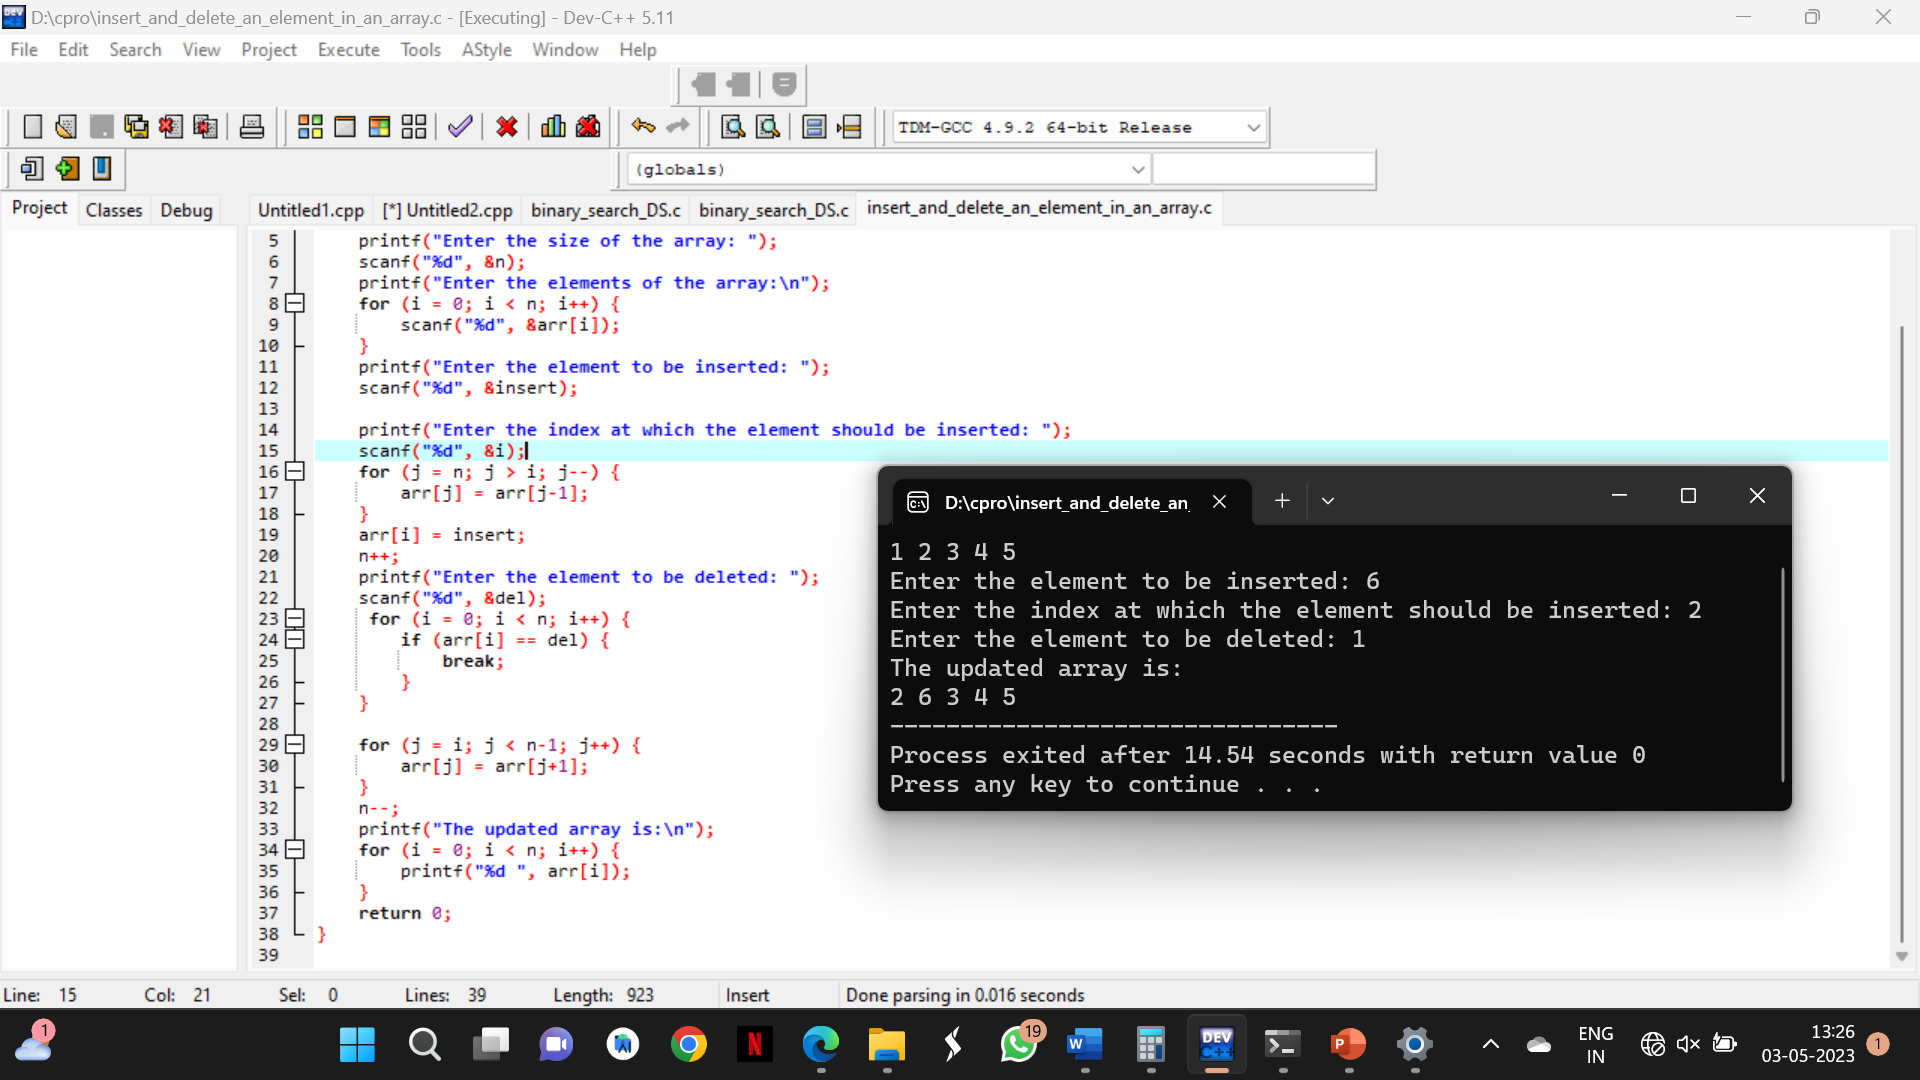 D:\cpro\insert_and_delete_an_element_in_an_array.c - [Executing] - Dev-C++ 5.11
File Edit Search View Project Execute Tools AStyle Window Help
TDM-GCC 4.9.2 64-bit Release
(globals)
Project Classes Debug
Untitled1.cpp [*] Untitled2.cpp binary_search_DS.c binary_search_DS.c insert_and_delete_an_element_in_an_array.c
5 printf("Enter the size of the array: ");
6 scanf("%d", &n);
7 printf("Enter the elements of the array:\n");
8 for (i = 0; i < n; i++) {
9 scanf("%d", &arr[i]);
10 }
11 printf("Enter the element to be inserted: ");
12 scanf("%d", &insert);
13
14 printf("Enter the index at which the element should be inserted: ");
15 scanf("%d", &i);
16 for (j = n; j > i; j--) {
17 arr[j] = arr[j-1];
18 }
19 arr[i] = insert;
20 n++;
21 printf("Enter the element to be deleted: ");
22 scanf("%d", &del);
23 for (i = 0; i < n; i++) {
24 if (arr[i] == del) {
25 break;
26 }
27 }
28
29 for (j = i; j < n-1; j++) {
30 arr[j] = arr[j+1];
31 }
32 n--;
33 printf("The updated array is:\n");
34 for (i = 0; i < n; i++) {
35 printf("%d ", arr[i]);
36 }
37 return 0;
38 }
39
D:\cpro\insert_and_delete_an
1 2 3 4 5
Enter the element to be inserted: 6
Enter the index at which the element should be inserted: 2
Enter the element to be deleted: 1
The updated array is:
2 6 3 4 5
--------------------------------
Process exited after 14.54 seconds with return value 0
Press any key to continue . . .
Line: 15 Col: 21 Sel: 0 Lines: 39 Length: 923 Insert Done parsing in 0.016 seconds
1
N
19
W
DEV
C++
P
ENG
IN
13:26
03-05-2023
1